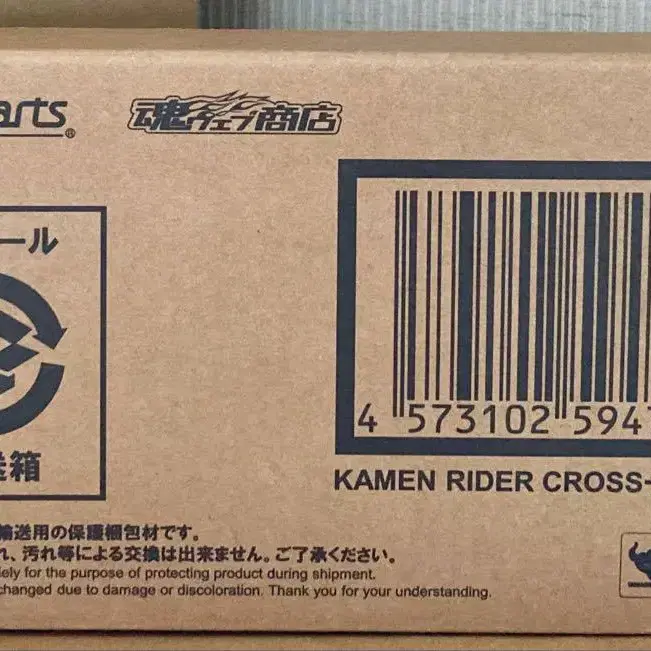 arts
®
魂ウェブ商店
ール
箱
4 573102 594
KAMEN RIDER CROSS-
輸送用の保護梱包材です。
れ、汚れ等による交換は出来ません。ご了承ください。
ely for the purpose of protecting product during shipment.
changed due to damage or discoloration. Thank you for your understanding.